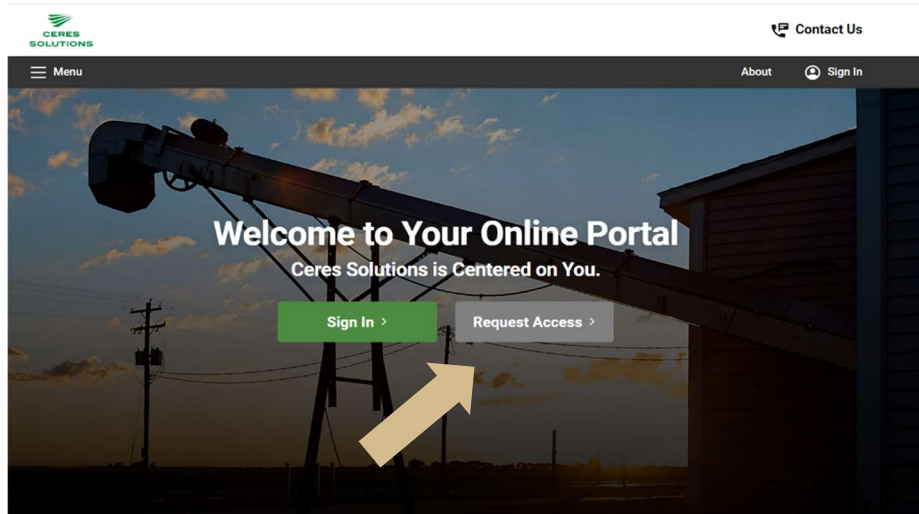 CERES
SOLUTIONS
Contact Us
Menu
About
Sign In
Welcome to Your Online Portal
Ceres Solutions is Centered on You.
Sign In >
Request Access >